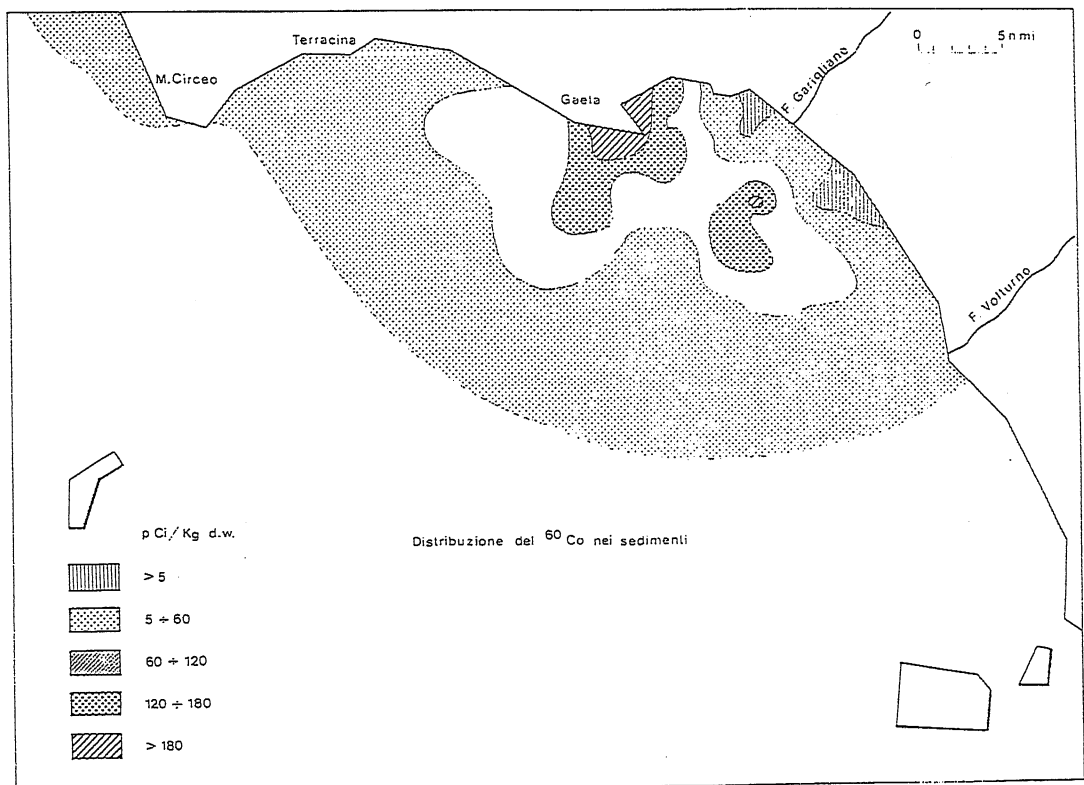 Terracina
M. Circeo
Gaeta
F. Garigliano
0 5 n mi
F. Volturno
p Ci/Kg d.w.
Distribuzione del 60 Co nei sedimenti
> 5
5 ÷ 60
60 ÷ 120
120 ÷ 180
> 180